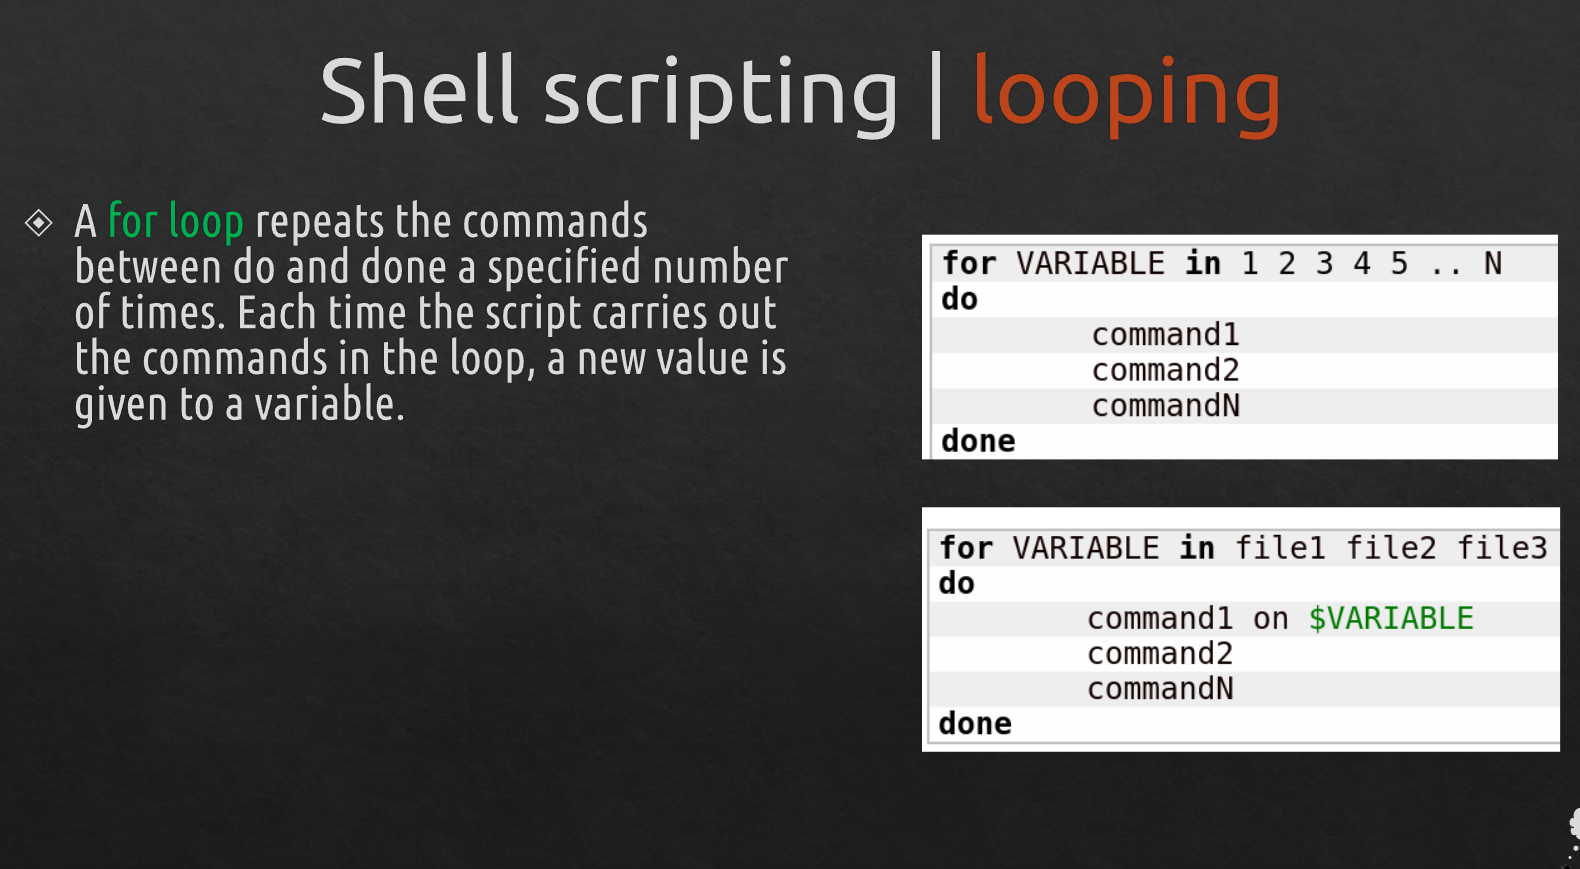 Shell scripting | looping
A for loop repeats the commands
between do and done a specified number
of times. Each time the script carries out
the commands in the loop, a new value is
given to a variable.
for VARIABLE in 1 2 3 4 5 .. N
do
command1
command2
commandN
done
for VARIABLE in file1 file2 file3
do
command1 on $VARIABLE
command2
commandN
done